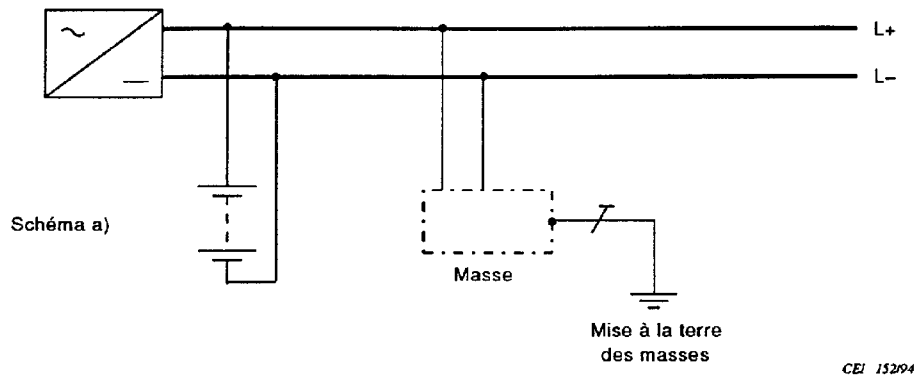 L+
L–
Schéma a)
Masse
Mise à la terre
des masses
CEI 152/94